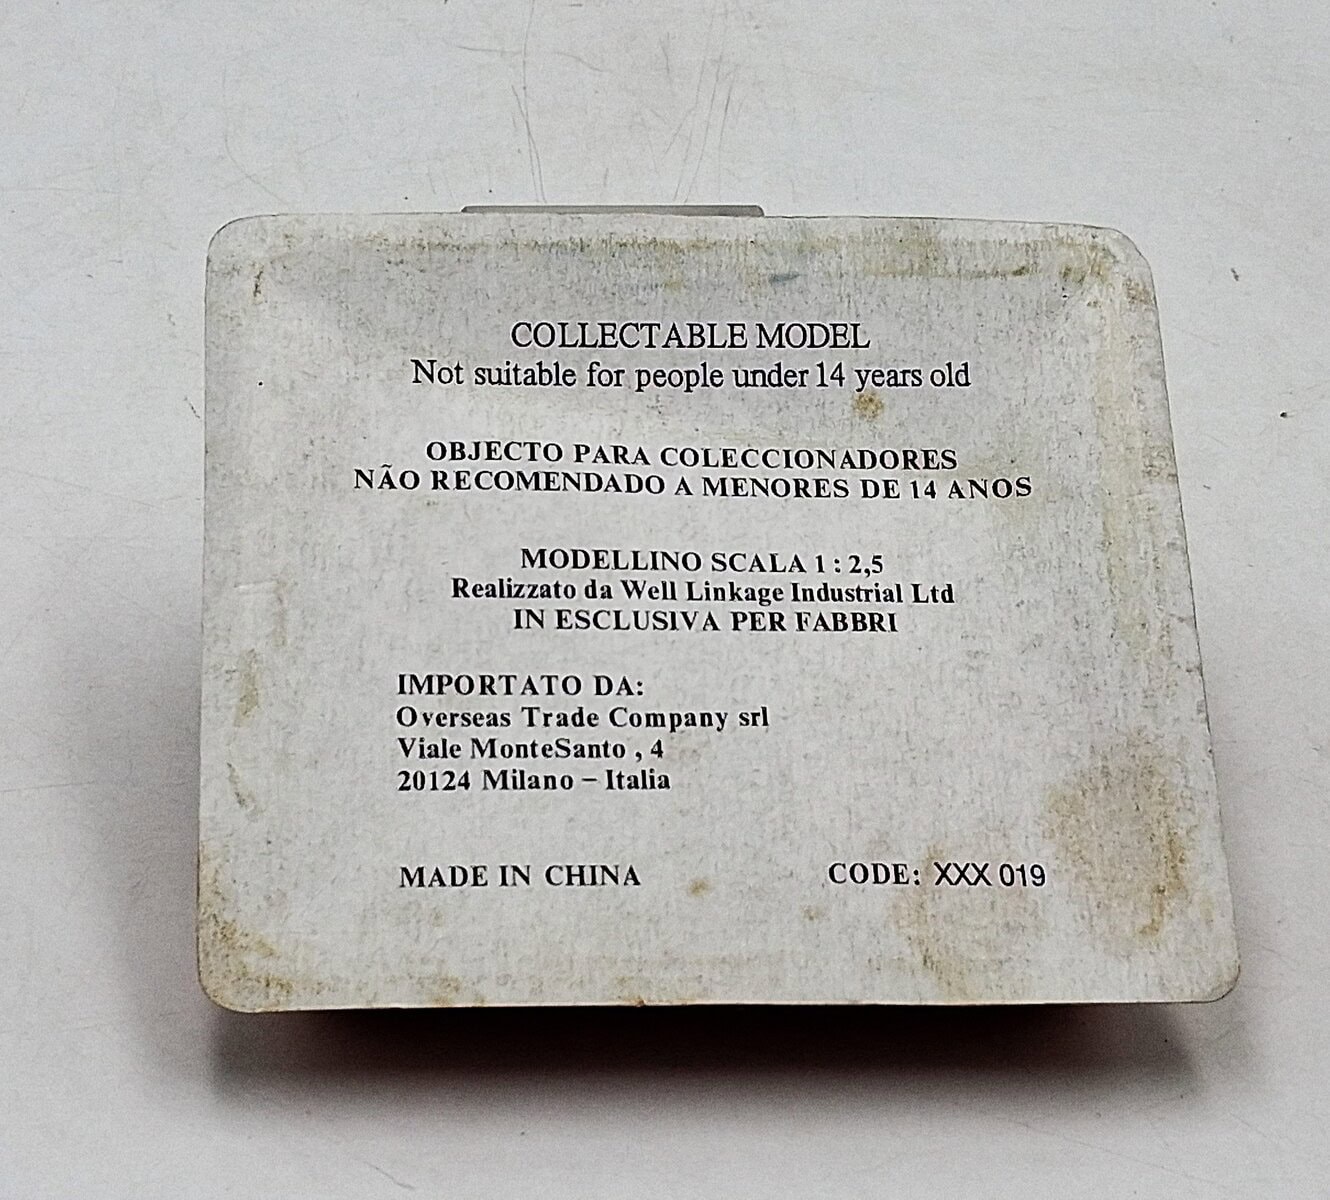 COLLECTABLE MODEL
Not suitable for people under 14 years old
OBJECTO PARA COLECCIONADORES
NÃO RECOMENDADO A MENORES DE 14 ANOS
MODELLINO SCALA 1 : 2,5
Realizzato da Well Linkage Industrial Ltd
IN ESCLUSIVA PER FABBRI
IMPORTATO DA:
Overseas Trade Company srl
Viale MonteSanto , 4
20124 Milano – Italia
MADE IN CHINA CODE: XXX 019